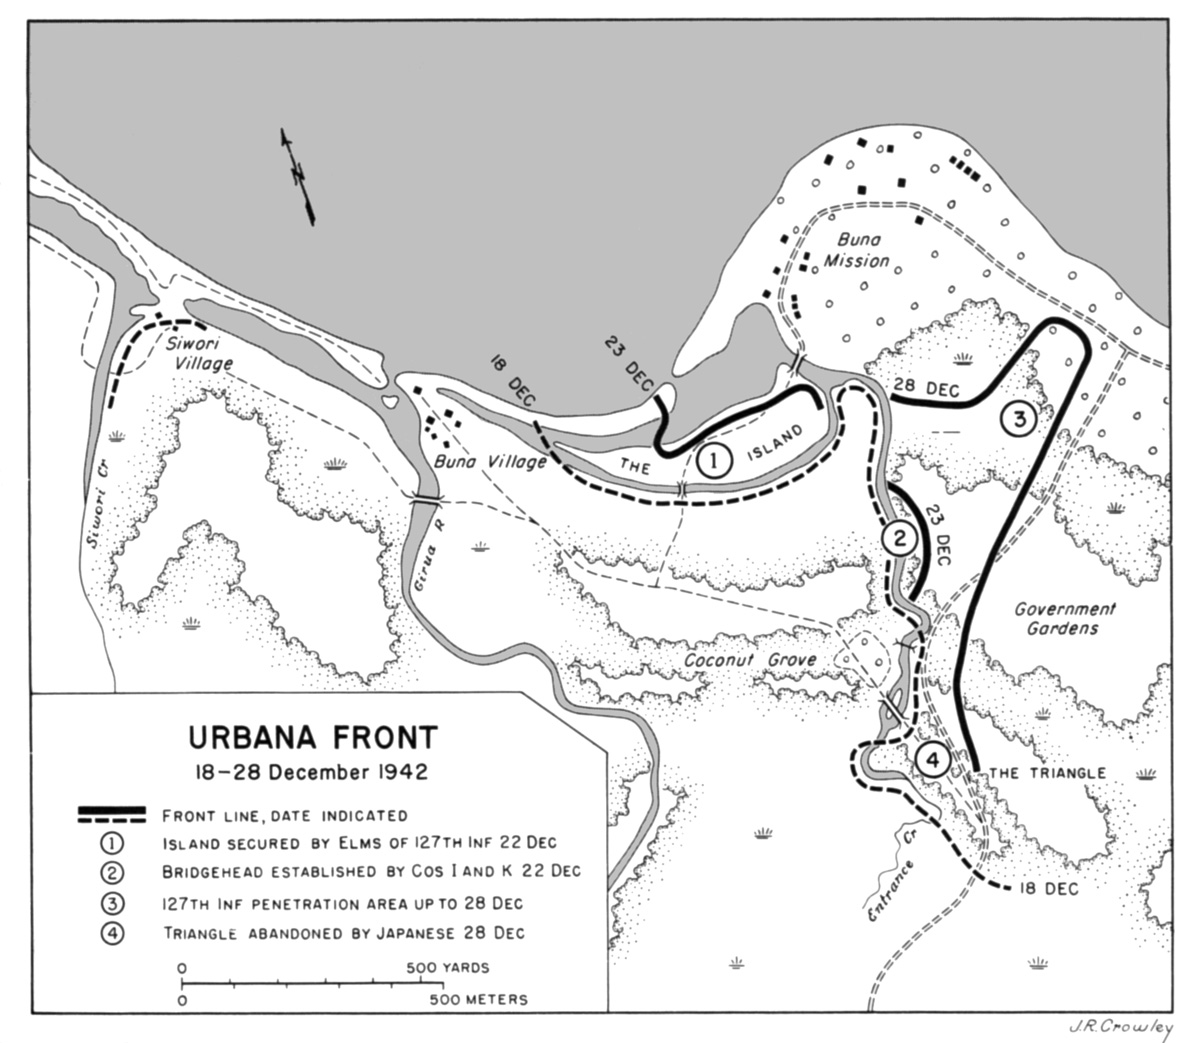 N
Buna
Mission
Siwori
Village
18 DEC
23 DEC
28 DEC
3
Siwori Cr
Buna Village
THE
1
ISLAND
Girua R
2
23 DEC
Government
Gardens
Coconut Grove
4
THE TRIANGLE
Entrance Cr
18 DEC
URBANA FRONT
18–28 December 1942
FRONT LINE, DATE INDICATED
1 ISLAND SECURED BY ELMS OF 127TH INF 22 DEC
2 BRIDGEHEAD ESTABLISHED BY COS I AND K 22 DEC
3 127TH INF PENETRATION AREA UP TO 28 DEC
4 TRIANGLE ABANDONED BY JAPANESE 28 DEC
0 500 YARDS
0 500 METERS
J.R. Crowley